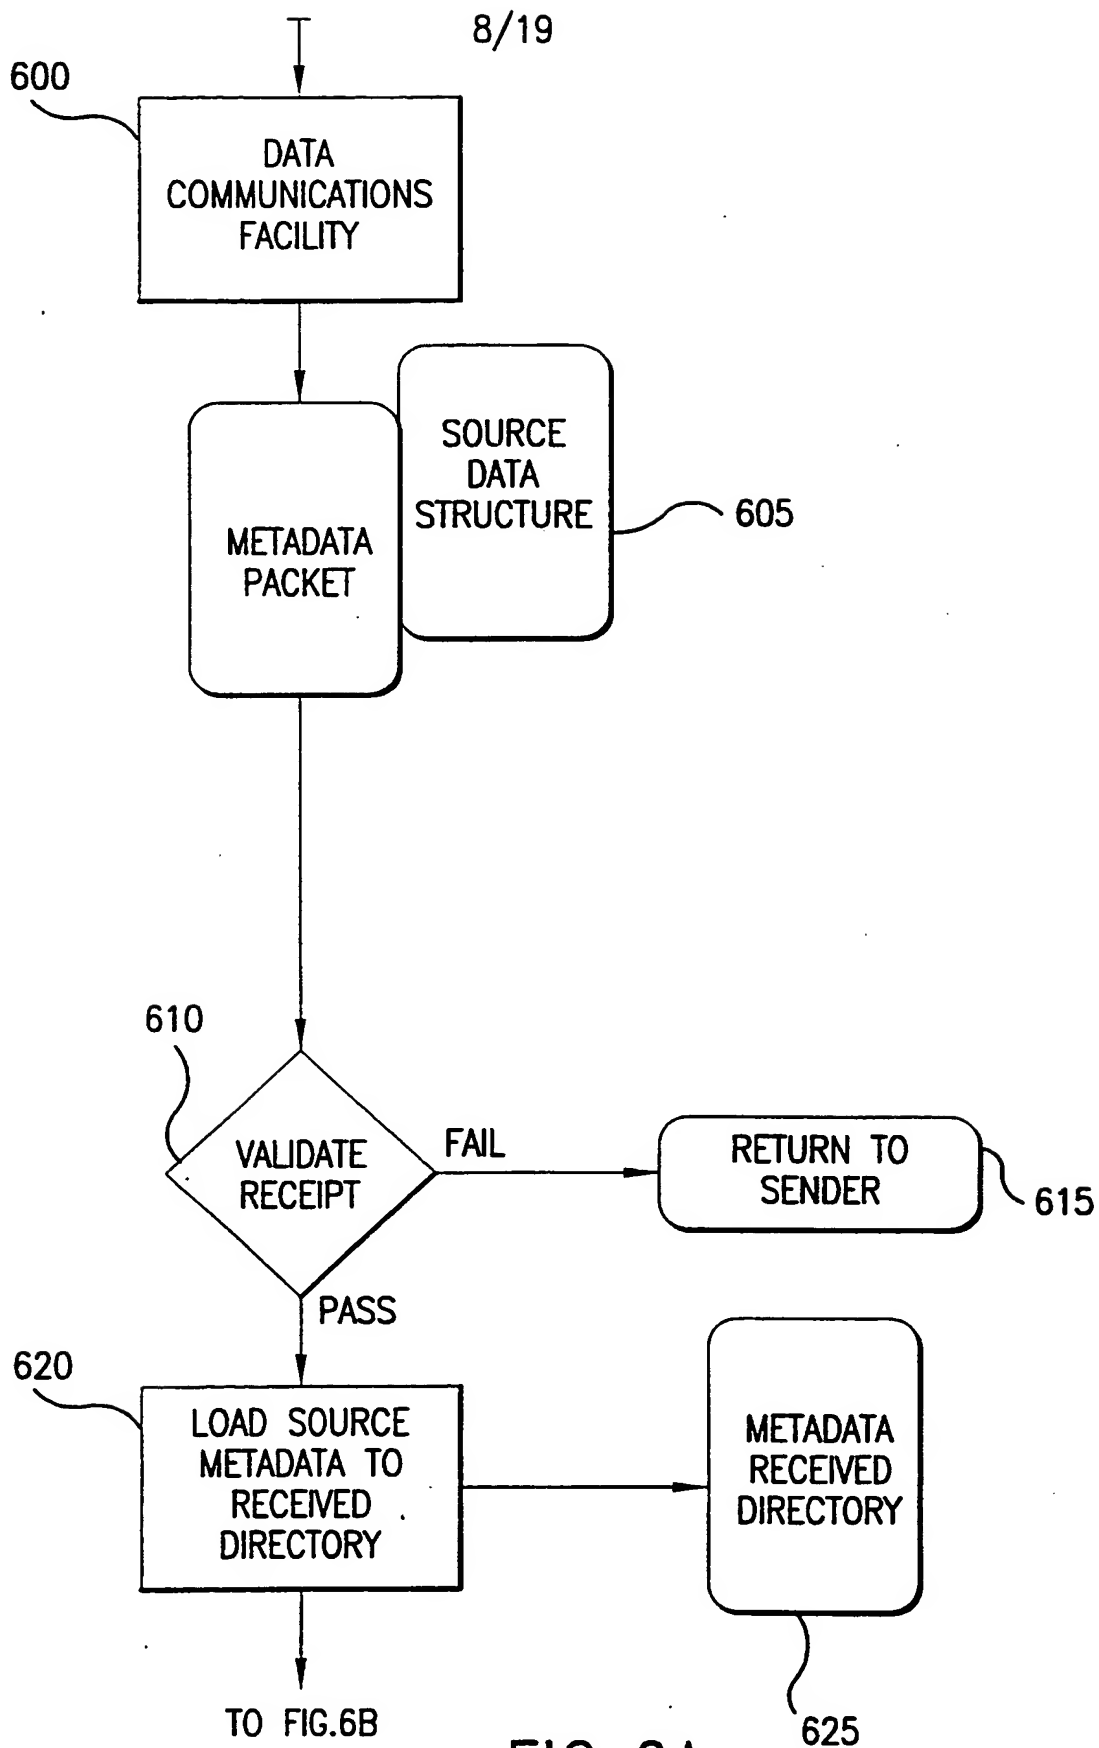 8/19
600
DATA
COMMUNICATIONS
FACILITY
SOURCE
DATA
STRUCTURE
605
METADATA
PACKET
610
VALIDATE
RECEIPT
FAIL
RETURN TO
SENDER
615
PASS
620
LOAD SOURCE
METADATA TO
RECEIVED
DIRECTORY
METADATA
RECEIVED
DIRECTORY
625
TO FIG.6B